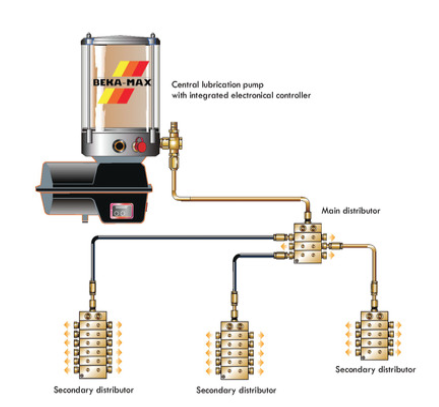 BEKA-MAX
Central lubrication pump
with integrated electronical controller
Main distributor
Secondary distributor
Secondary distributor
Secondary distributor